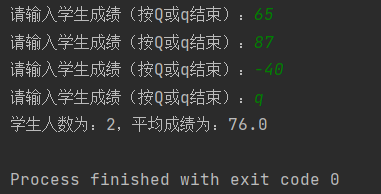 请输入学生成绩（按Q或q结束）：65
请输入学生成绩（按Q或q结束）：87
请输入学生成绩（按Q或q结束）：-40
请输入学生成绩（按Q或q结束）：q
学生人数为：2，平均成绩为：76.0
Process finished with exit code 0